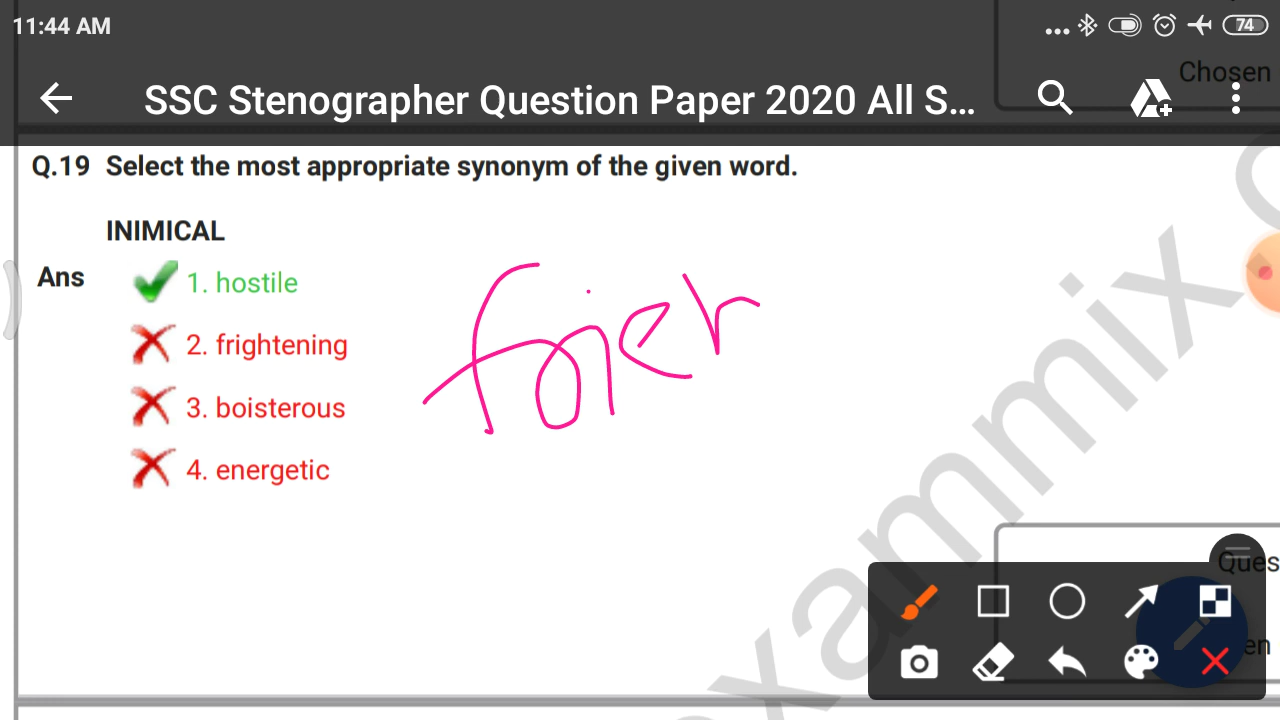 11:44 AM
74
Chosen
SSC Stenographer Question Paper 2020 All S...
Q.19 Select the most appropriate synonym of the given word.
INIMICAL
Ans
1. hostile
2. frightening
3. boisterous
4. energetic
exammix.c
Ques
en